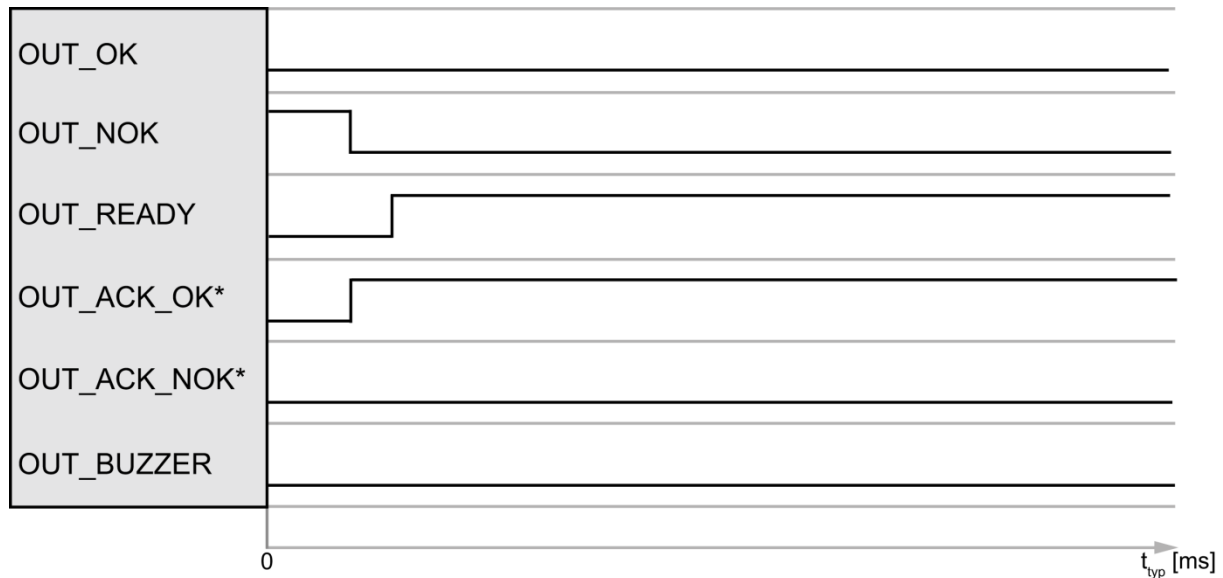 OUT_OK
OUT_NOK
OUT_READY
OUT_ACK_OK*
OUT_ACK_NOK*
OUT_BUZZER
0 t_typ [ms]